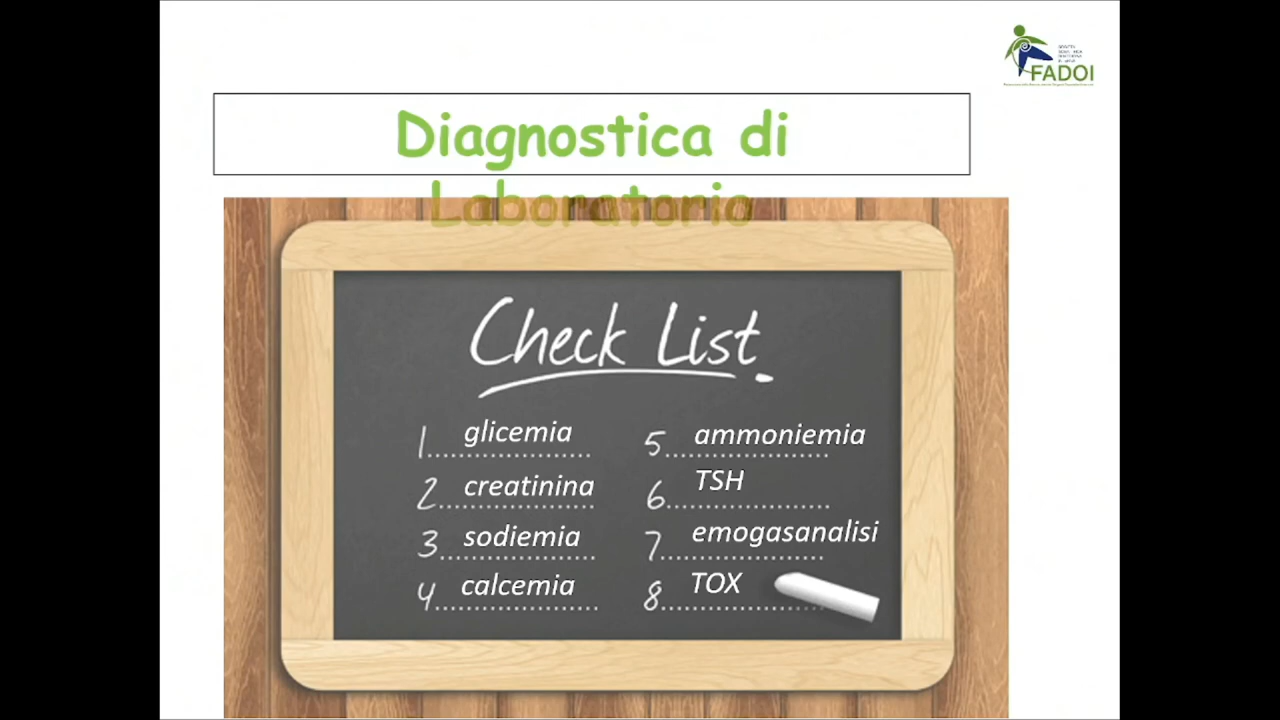 FADOI
Diagnostica di
Laboratorio
Check List
1 glicemia
2 creatinina
3 sodiemia
4 calcemia
5 ammoniemia
6 TSH
7 emogasanalisi
8 TOX